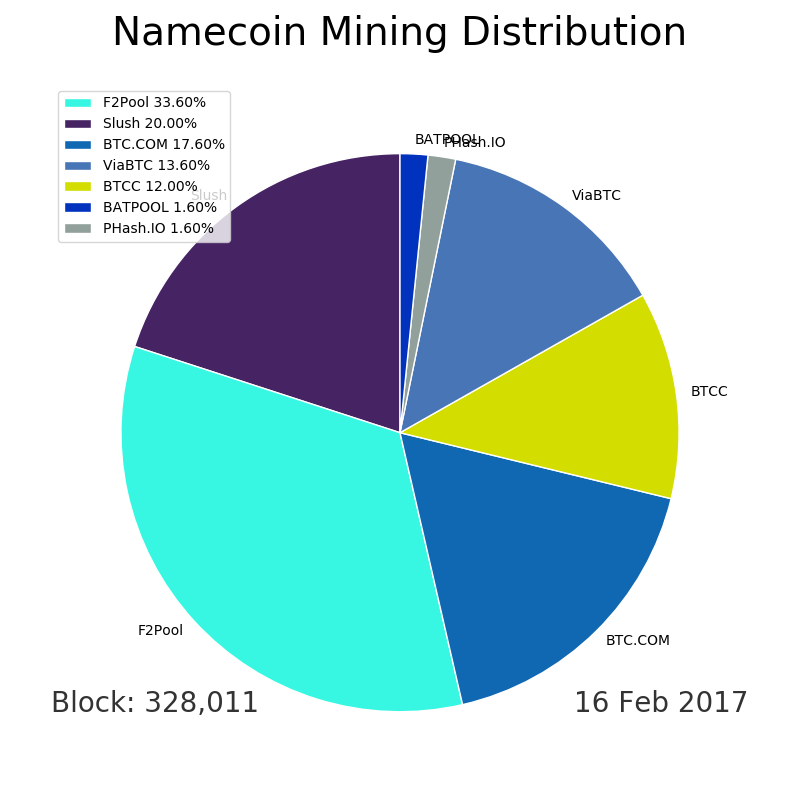 Namecoin Mining Distribution
F2Pool 33.60%
Slush 20.00%
BTC.COM 17.60%
ViaBTC 13.60%
BTCC 12.00%
BATPOOL 1.60%
PHash.IO 1.60%
BATPOOL
PHash.IO
Slush
ViaBTC
BTCC
F2Pool
BTC.COM
Block: 328,011
16 Feb 2017